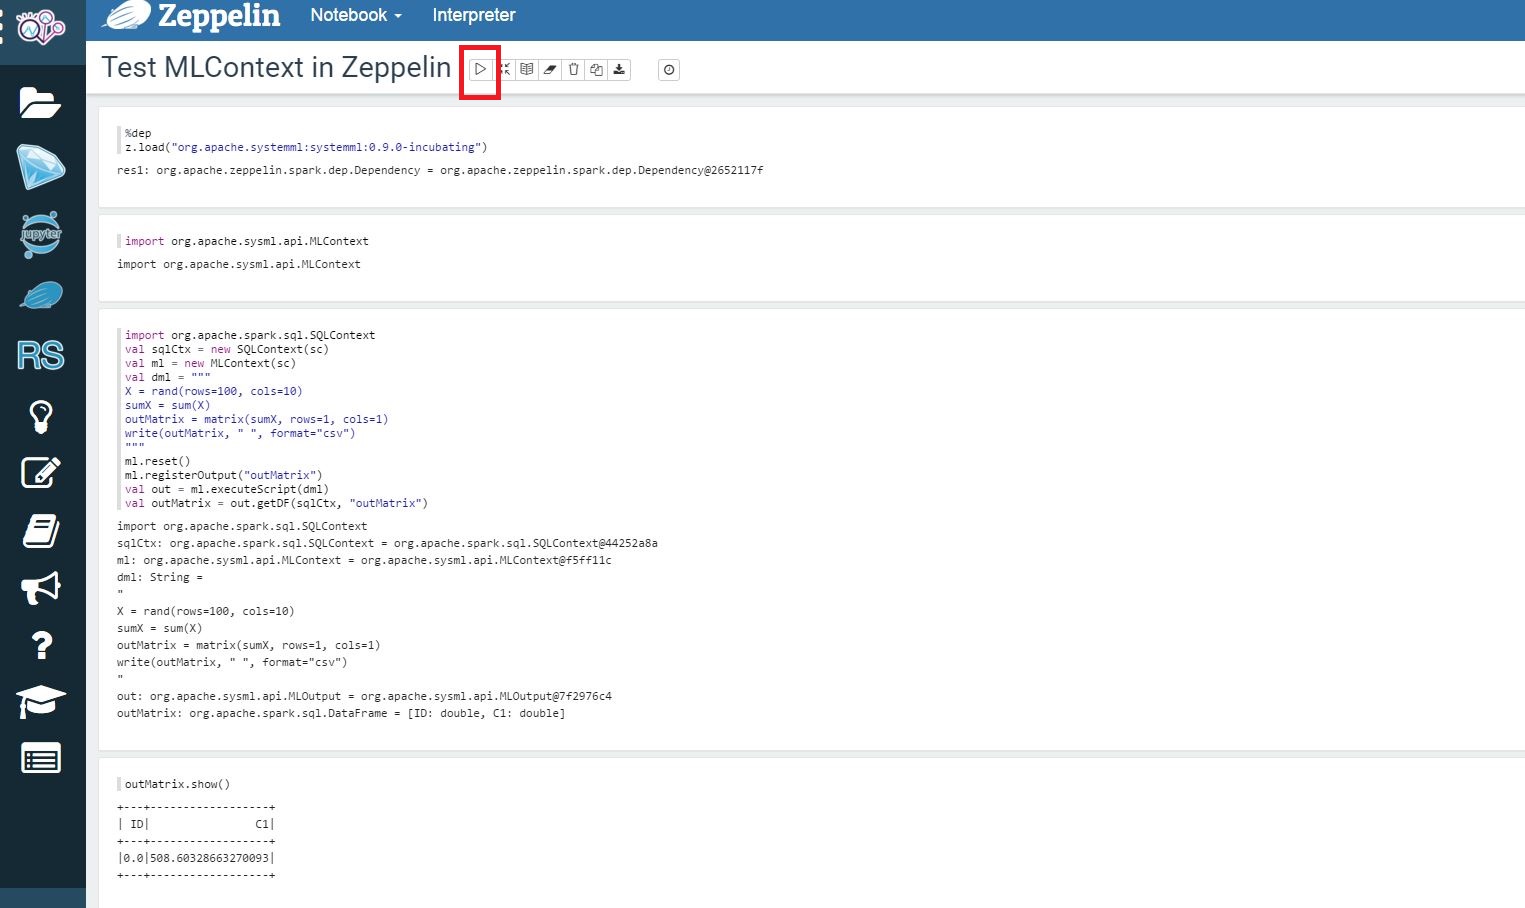 Zeppelin Notebook Interpreter
Test MLContext in Zeppelin
%dep
z.load("org.apache.systemml:systemml:0.9.0-incubating")
res1: org.apache.zeppelin.spark.dep.Dependency = org.apache.zeppelin.spark.dep.Dependency@2652117f
jupyter
import org.apache.sysml.api.MLContext
import org.apache.sysml.api.MLContext
RS
import org.apache.spark.sql.SQLContext
val sqlCtx = new SQLContext(sc)
val ml = new MLContext(sc)
val dml = """
X = rand(rows=100, cols=10)
sumX = sum(X)
outMatrix = matrix(sumX, rows=1, cols=1)
write(outMatrix, " ", format="csv")
"""
ml.reset()
ml.registerOutput("outMatrix")
val out = ml.executeScript(dml)
val outMatrix = out.getDF(sqlCtx, "outMatrix")
import org.apache.spark.sql.SQLContext
sqlCtx: org.apache.spark.sql.SQLContext = org.apache.spark.sql.SQLContext@44252a8a
ml: org.apache.sysml.api.MLContext = org.apache.sysml.api.MLContext@f5ff11c
dml: String =
"
X = rand(rows=100, cols=10)
sumX = sum(X)
outMatrix = matrix(sumX, rows=1, cols=1)
write(outMatrix, " ", format="csv")
"
out: org.apache.sysml.api.MLOutput = org.apache.sysml.api.MLOutput@7f2976c4
outMatrix: org.apache.spark.sql.DataFrame = [ID: double, C1: double]
outMatrix.show()
+---+------------------+
| ID|                C1|
+---+------------------+
|0.0|508.60328663270093|
+---+------------------+